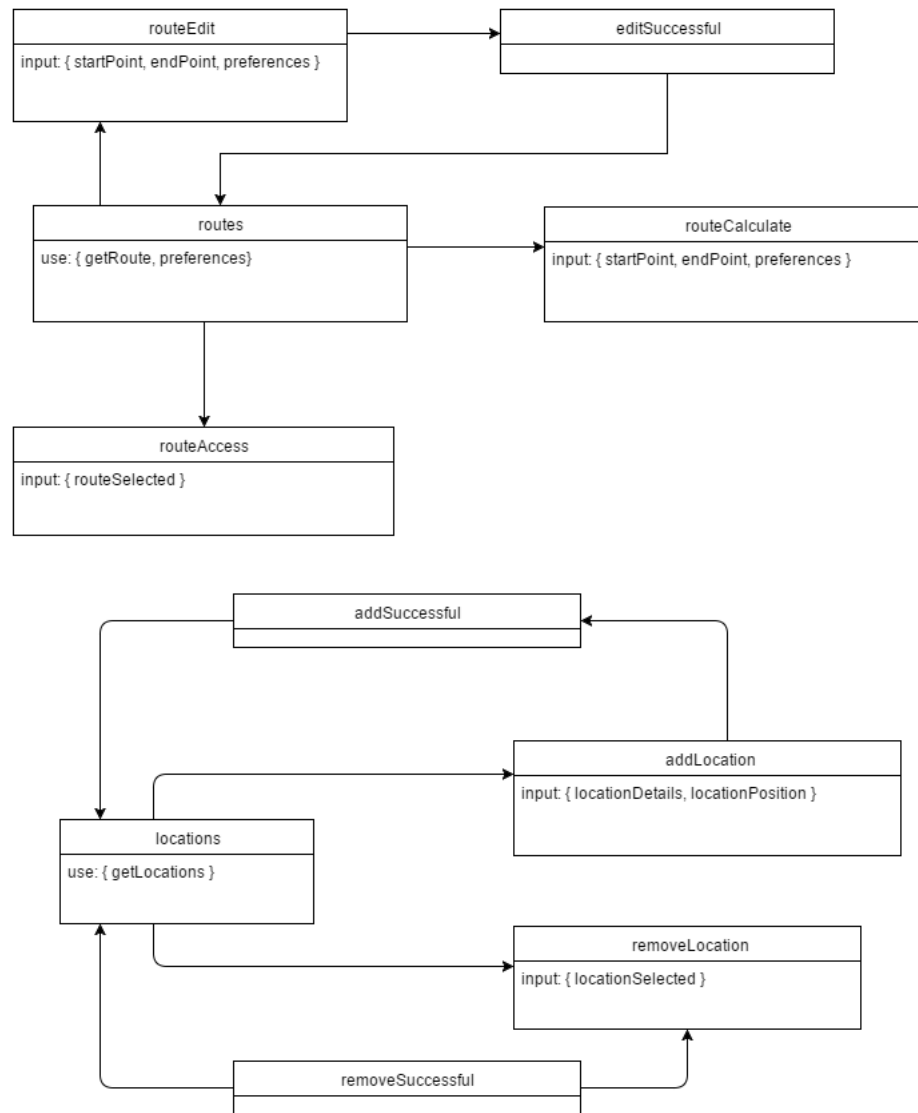 routeEdit
input: { startPoint, endPoint, preferences }
editSuccessful
routes
use: { getRoute, preferences}
routeCalculate
input: { startPoint, endPoint, preferences }
routeAccess
input: { routeSelected }
addSuccessful
addLocation
input: { locationDetails, locationPosition }
locations
use: { getLocations }
removeLocation
input: { locationSelected }
removeSuccessful